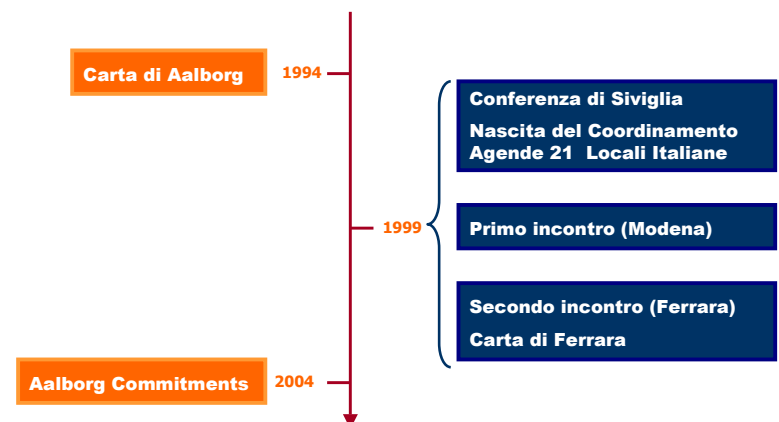 Carta di Aalborg
1994
Conferenza di Siviglia
Nascita del Coordinamento
Agende 21 Locali Italiane
1999
Primo incontro (Modena)
Secondo incontro (Ferrara)
Carta di Ferrara
Aalborg Commitments
2004